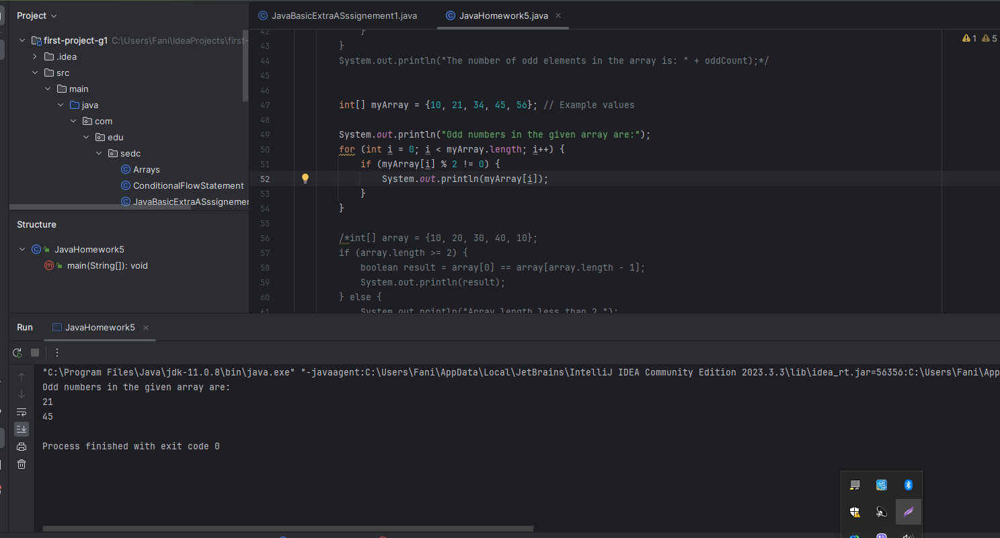 Project
first-project-g1 C:\Users\Fani\IdeaProjects\first-
.idea
src
main
java
com
edu
sedc
Arrays
ConditionalFlowStatement
JavaBasicExtraASssignemer
Structure
JavaHomework5
main(String[]): void
JavaBasicExtraASssignement1.java
JavaHomework5.java
1 5
42 }
43 }
44 System.out.println("The number of odd elements in the array is: " + oddCount);*/
45
46
47 int[] myArray = {10, 21, 34, 45, 56}; // Example values
48
49 System.out.println("Odd numbers in the given array are:");
50 for (int i = 0; i < myArray.length; i++) {
51 if (myArray[i] % 2 != 0) {
52 System.out.println(myArray[i]);
53 }
54 }
55
56 /*int[] array = {10, 20, 30, 40, 10};
57 if (array.length >= 2) {
58 boolean result = array[0] == array[array.length - 1];
59 System.out.println(result);
60 } else {
61 System.out.println("Array length less than 2.");
Run
JavaHomework5
"C:\Program Files\Java\jdk-11.0.8\bin\java.exe" "-javaagent:C:\Users\Fani\AppData\Local\JetBrains\IntelliJ IDEA Community Edition 2023.3.3\lib\idea_rt.jar=56356:C:\Users\Fani\App
Odd numbers in the given array are:
21
45
Process finished with exit code 0